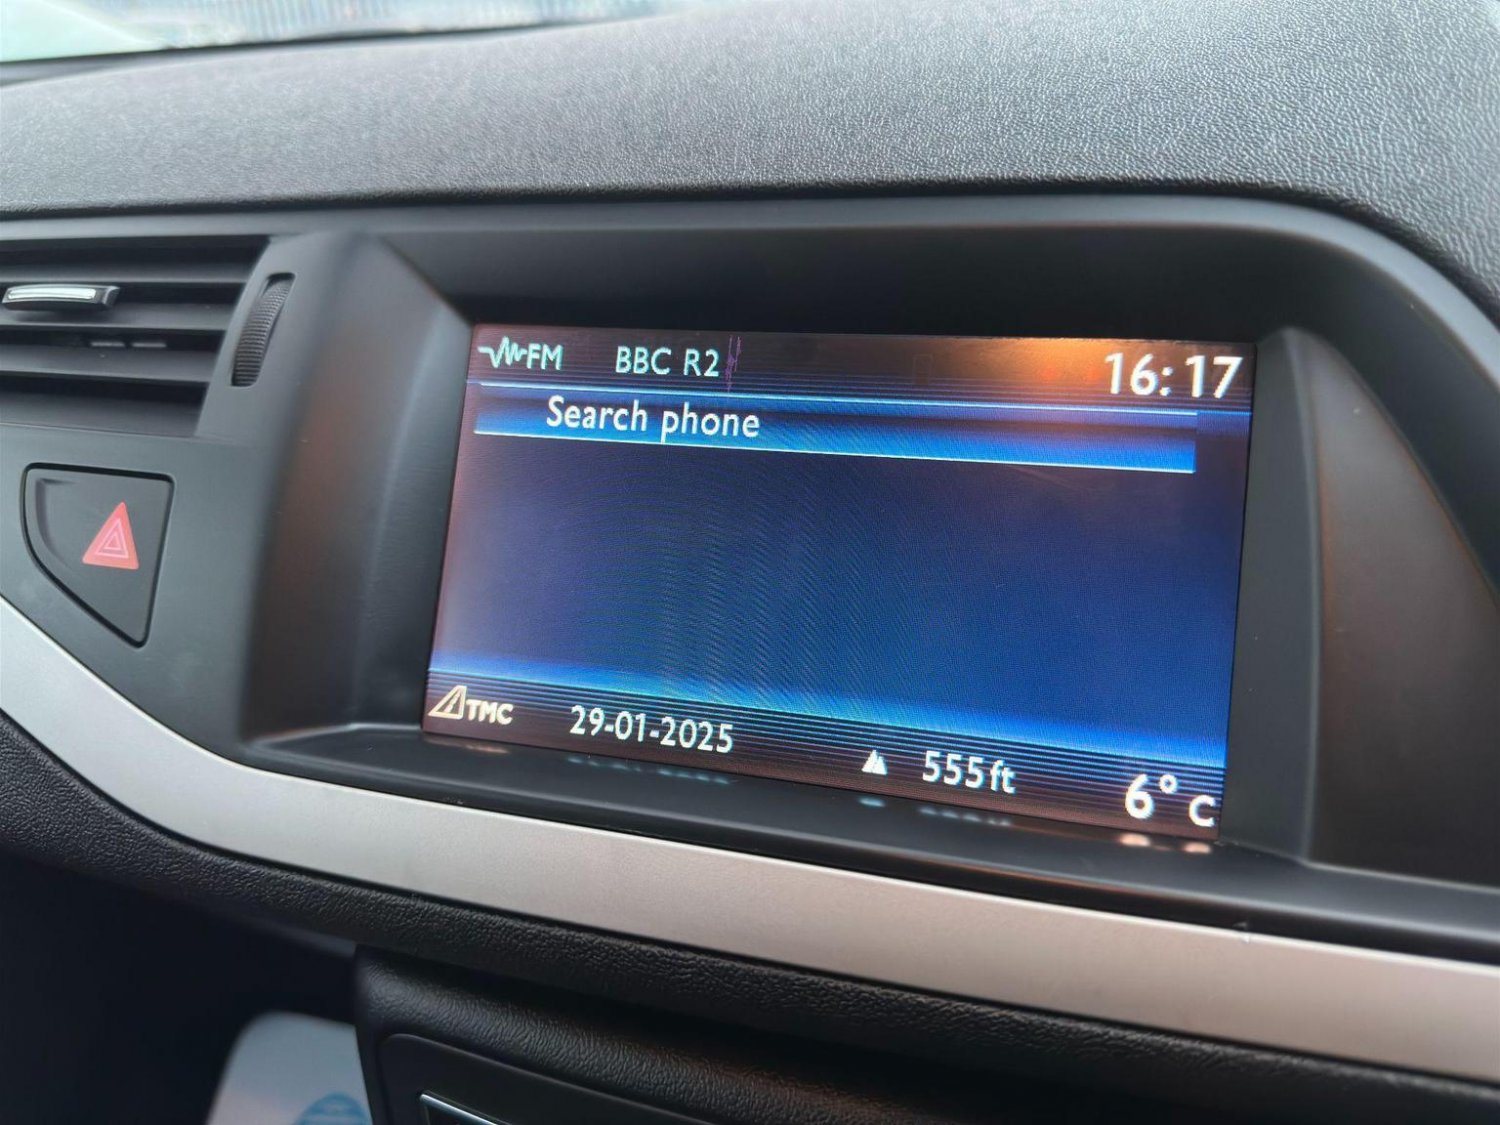 FM BBC R2 16:17
Search phone
TMC 29-01-2025 555ft 6° C